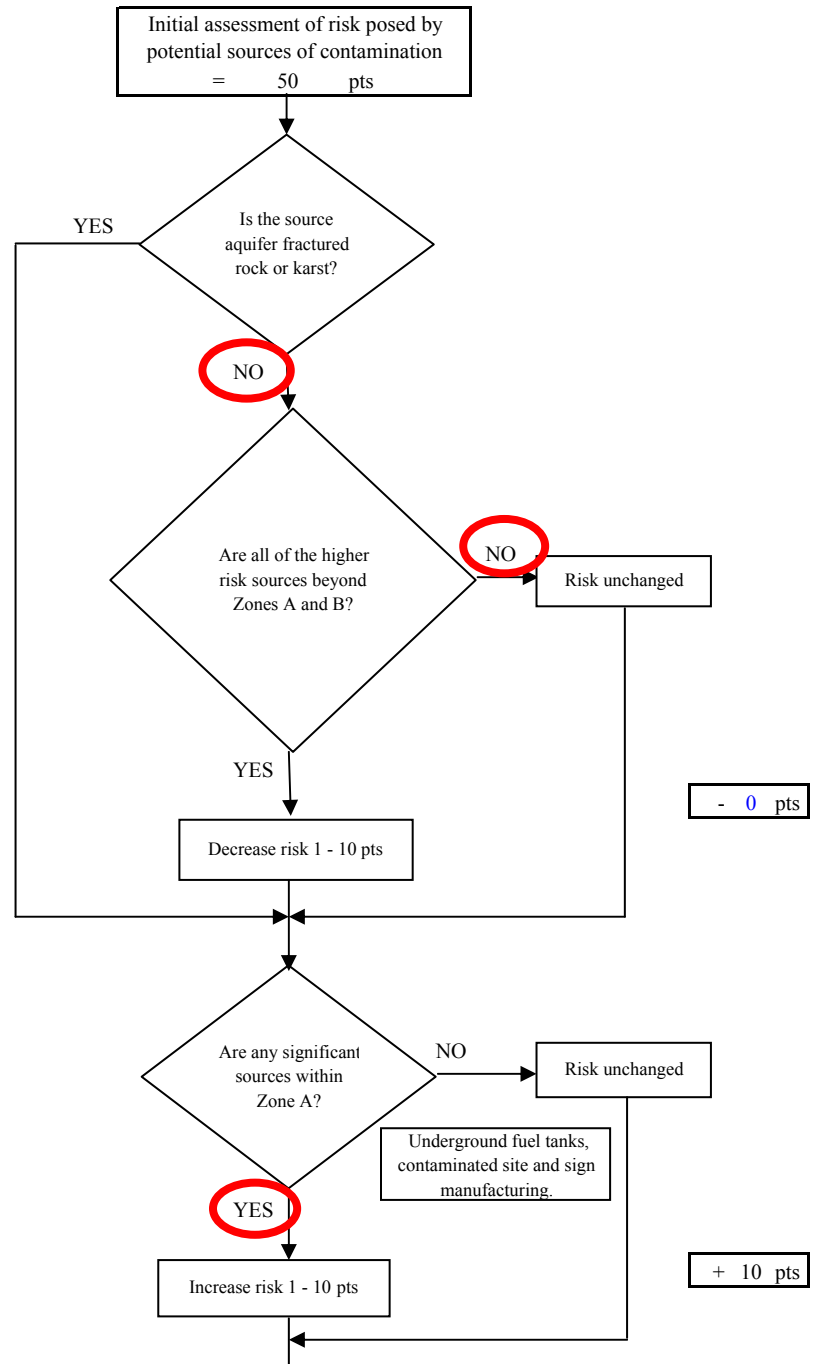 Initial assessment of risk posed by
potential sources of contamination
= 50 pts
YES
Is the source
aquifer fractured
rock or karst?
NO
Are all of the higher
risk sources beyond
Zones A and B?
NO
Risk unchanged
YES
- 0 pts
Decrease risk 1 - 10 pts
Are any significant
sources within
Zone A?
NO
Risk unchanged
Underground fuel tanks,
contaminated site and sign
manufacturing.
YES
+ 10 pts
Increase risk 1 - 10 pts